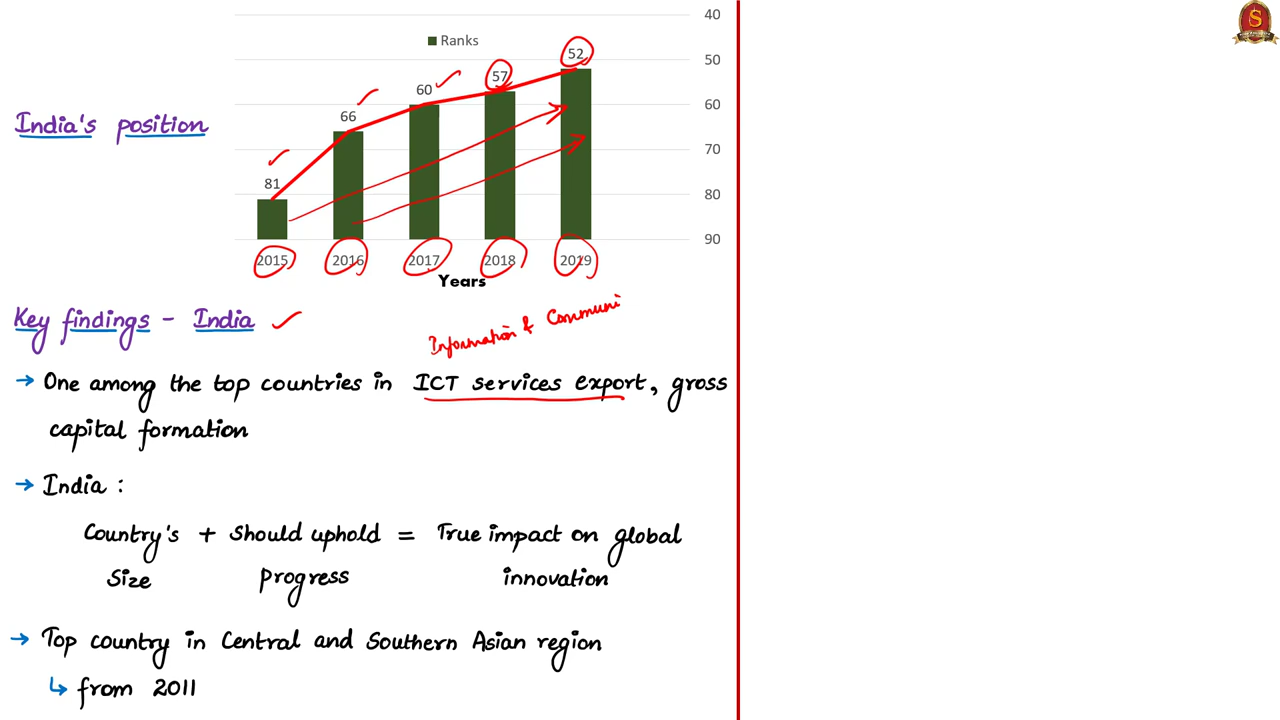 40
Ranks
50
52
57
60
60
66
India's position
70
81
80
90
2015 2016 2017 2018 2019
Years
Key findings - India
Information & Communi
→ One among the top countries in ICT services export, gross
capital formation
→ India :
Country's + Should uphold = True impact on global
Size progress innovation
→ Top country in Central and Southern Asian region
↳ from 2011
S